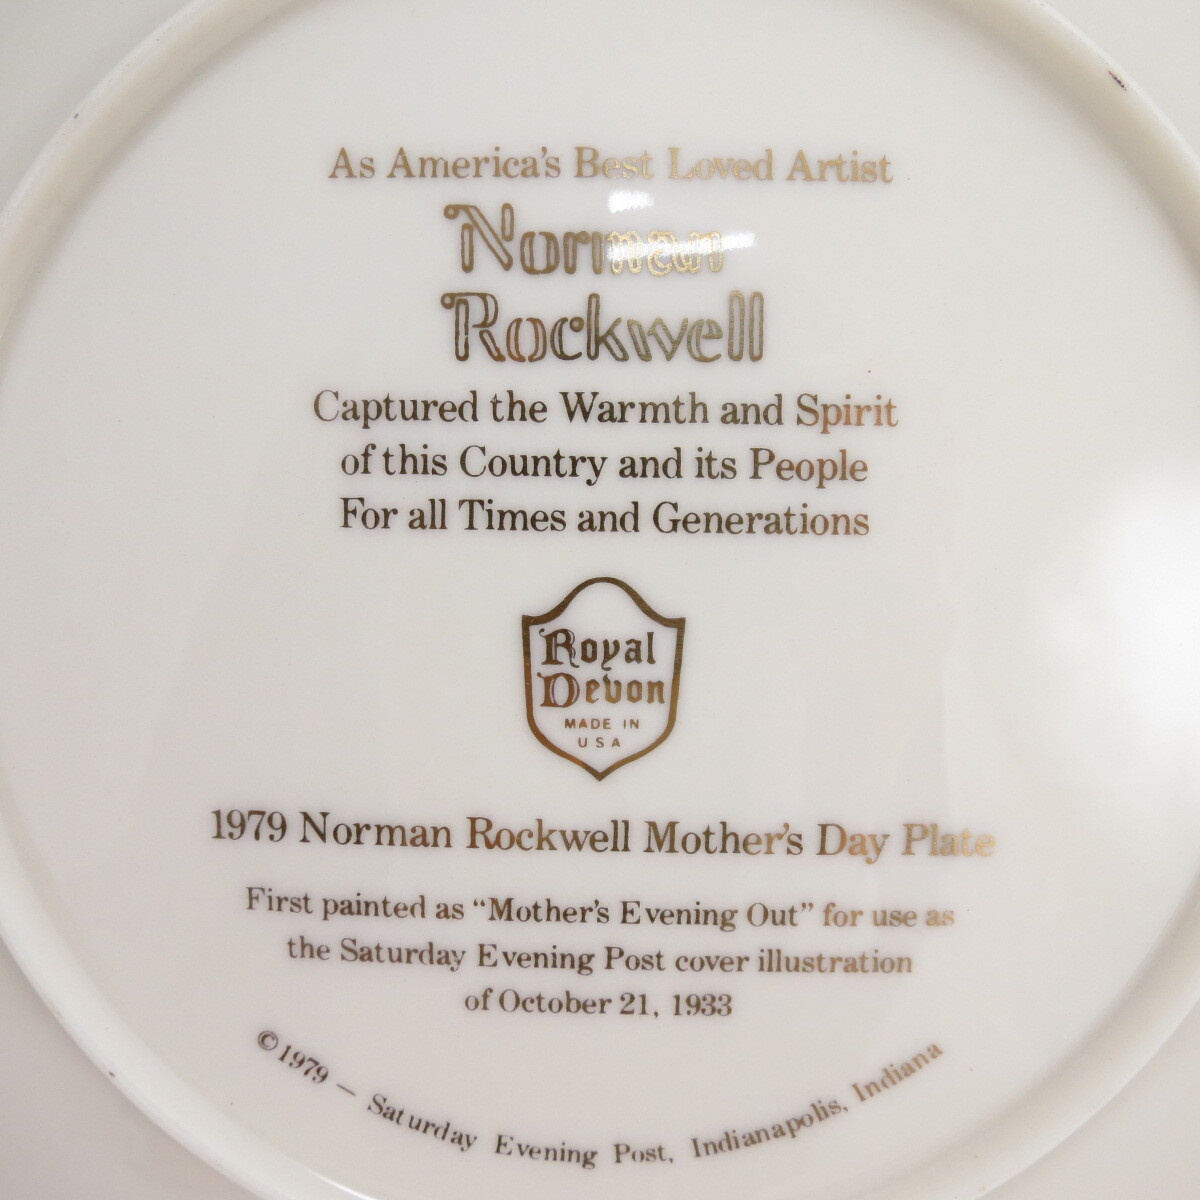 As America's Best Loved Artist
Norman
Rockwell
Captured the Warmth and Spirit
of this Country and its People
For all Times and Generations
Royal
Devon
MADE IN
USA
1979 Norman Rockwell Mother's Day Plate
First painted as “Mother's Evening Out” for use as
the Saturday Evening Post cover illustration
of October 21, 1933
©1979 — Saturday Evening Post, Indianapolis, Indiana